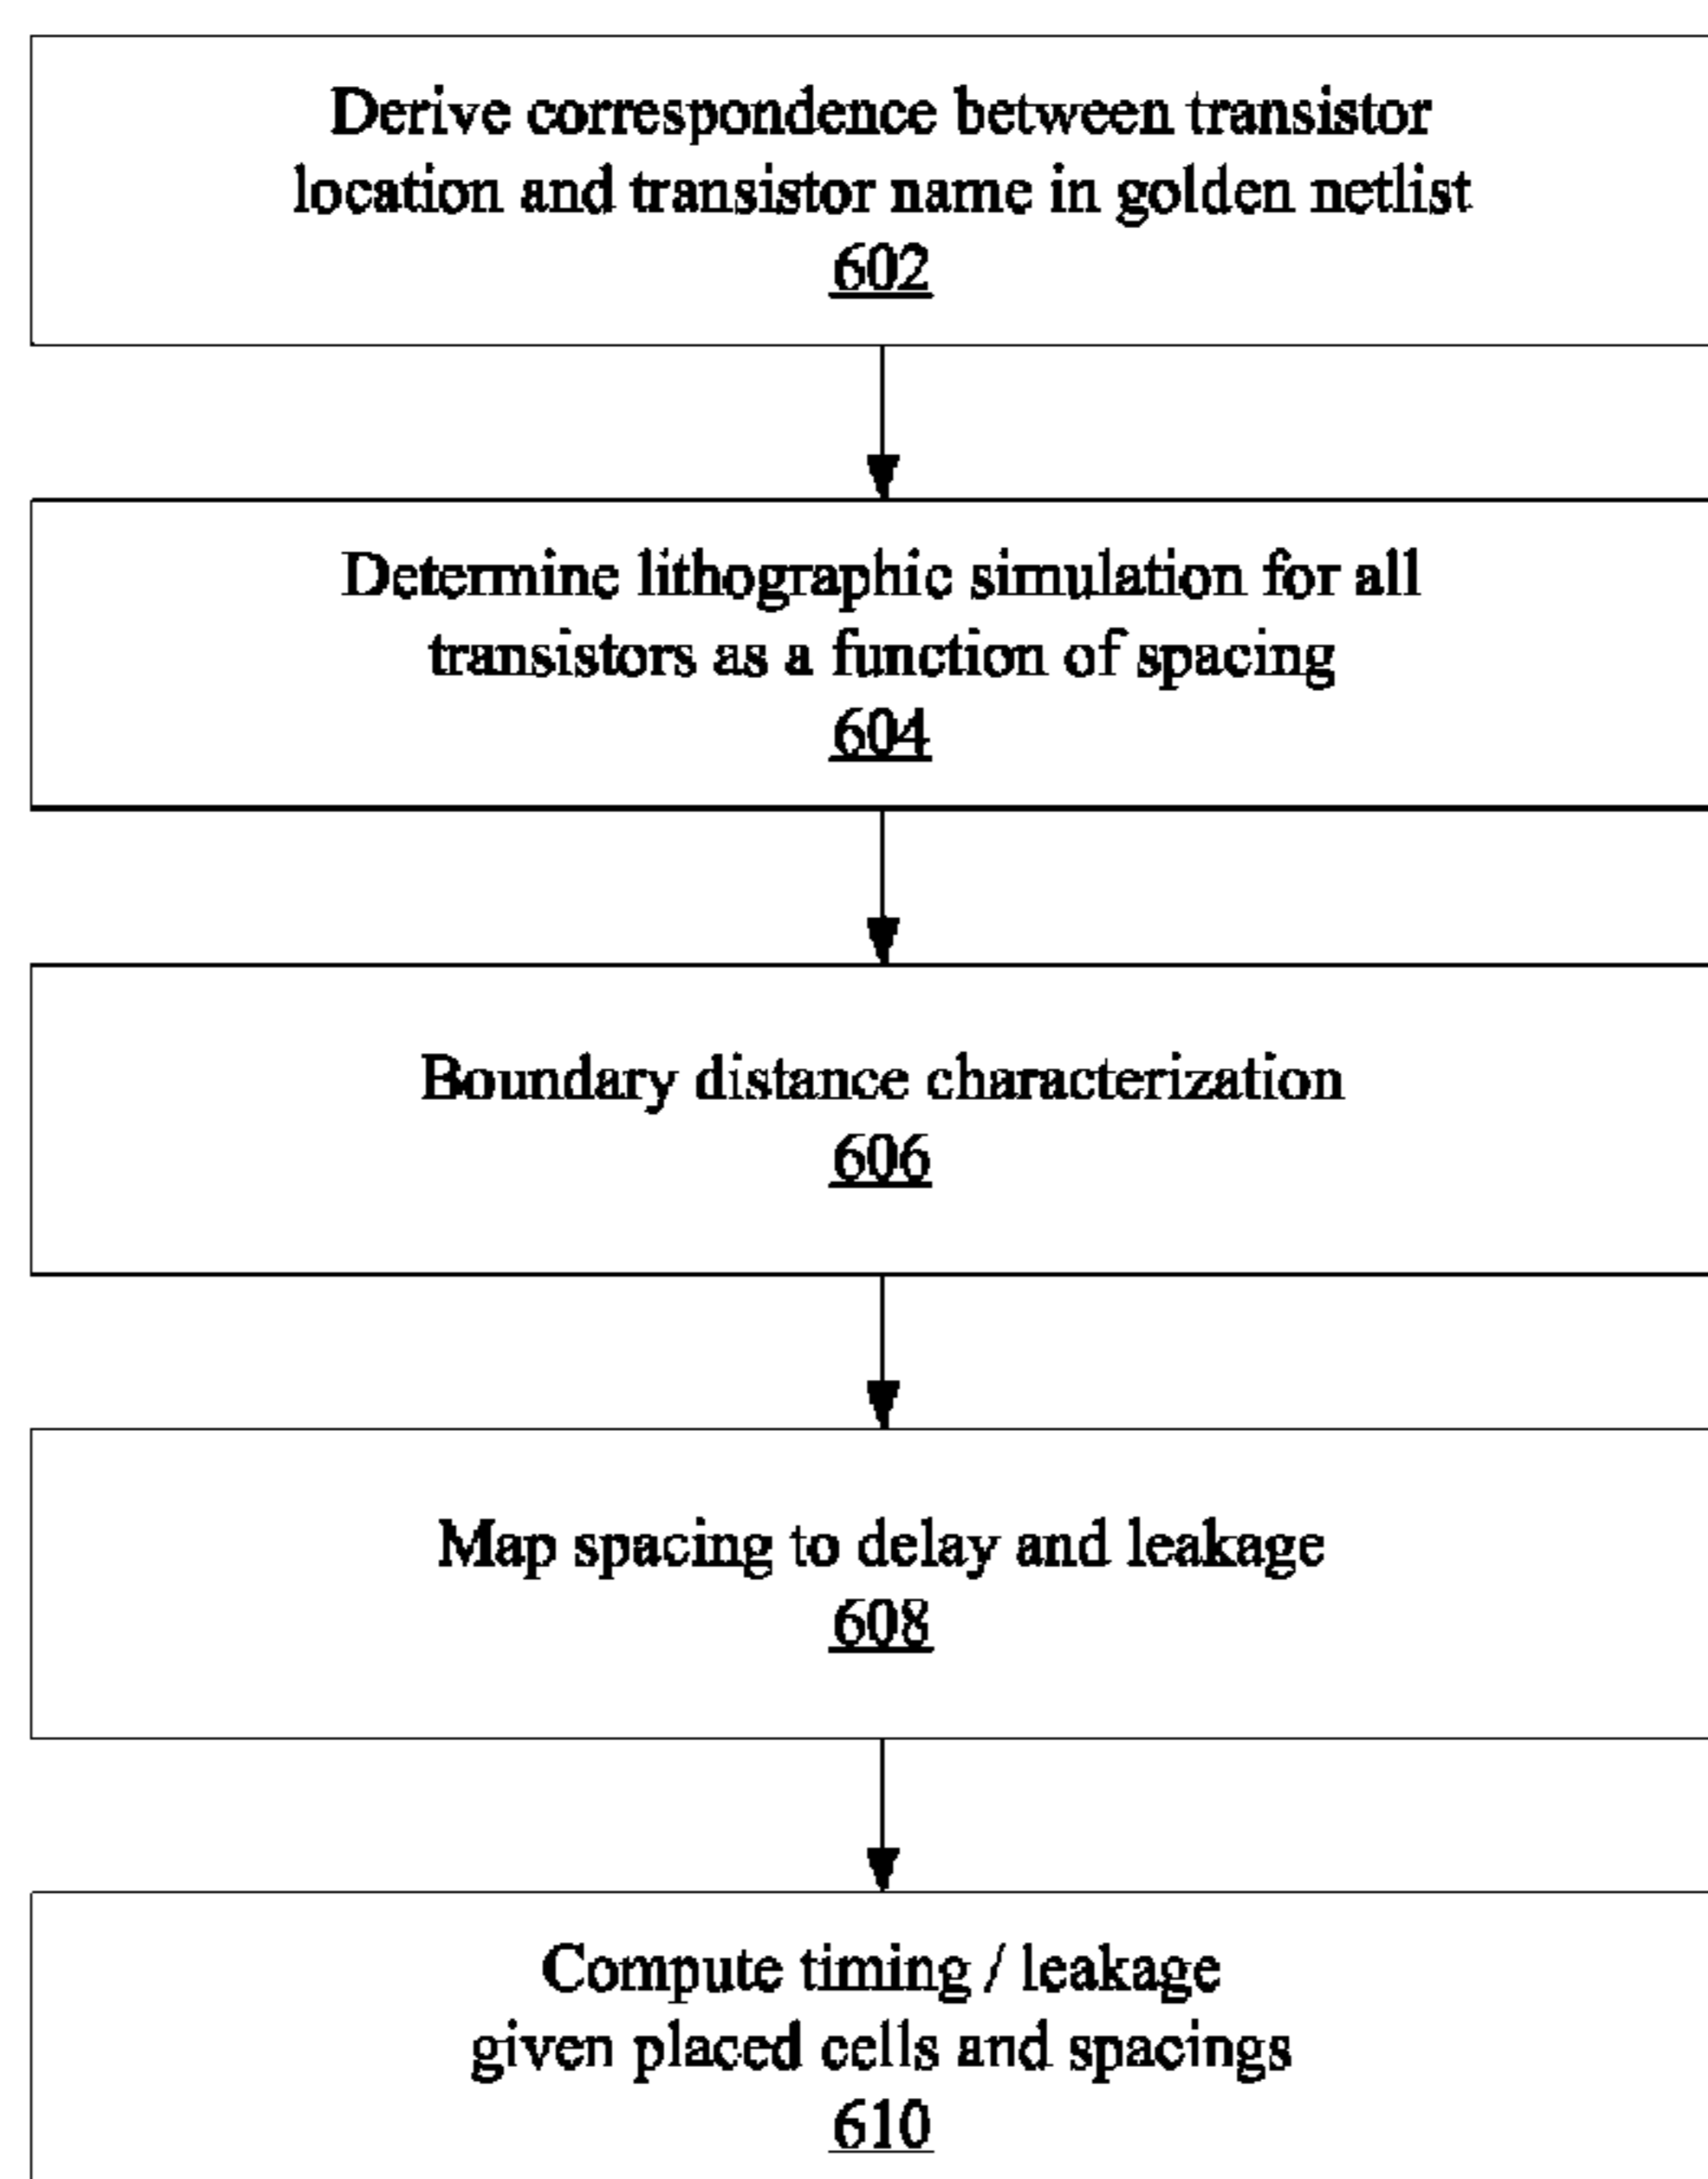 Derive correspondence between transistor
location and transistor name in golden netlist
602
Determine lithographic simulation for all
transistors as a function of spacing
604
Boundary distance characterization
606
Map spacing to delay and leakage
608
Compute timing / leakage
given placed cells and spacings
610